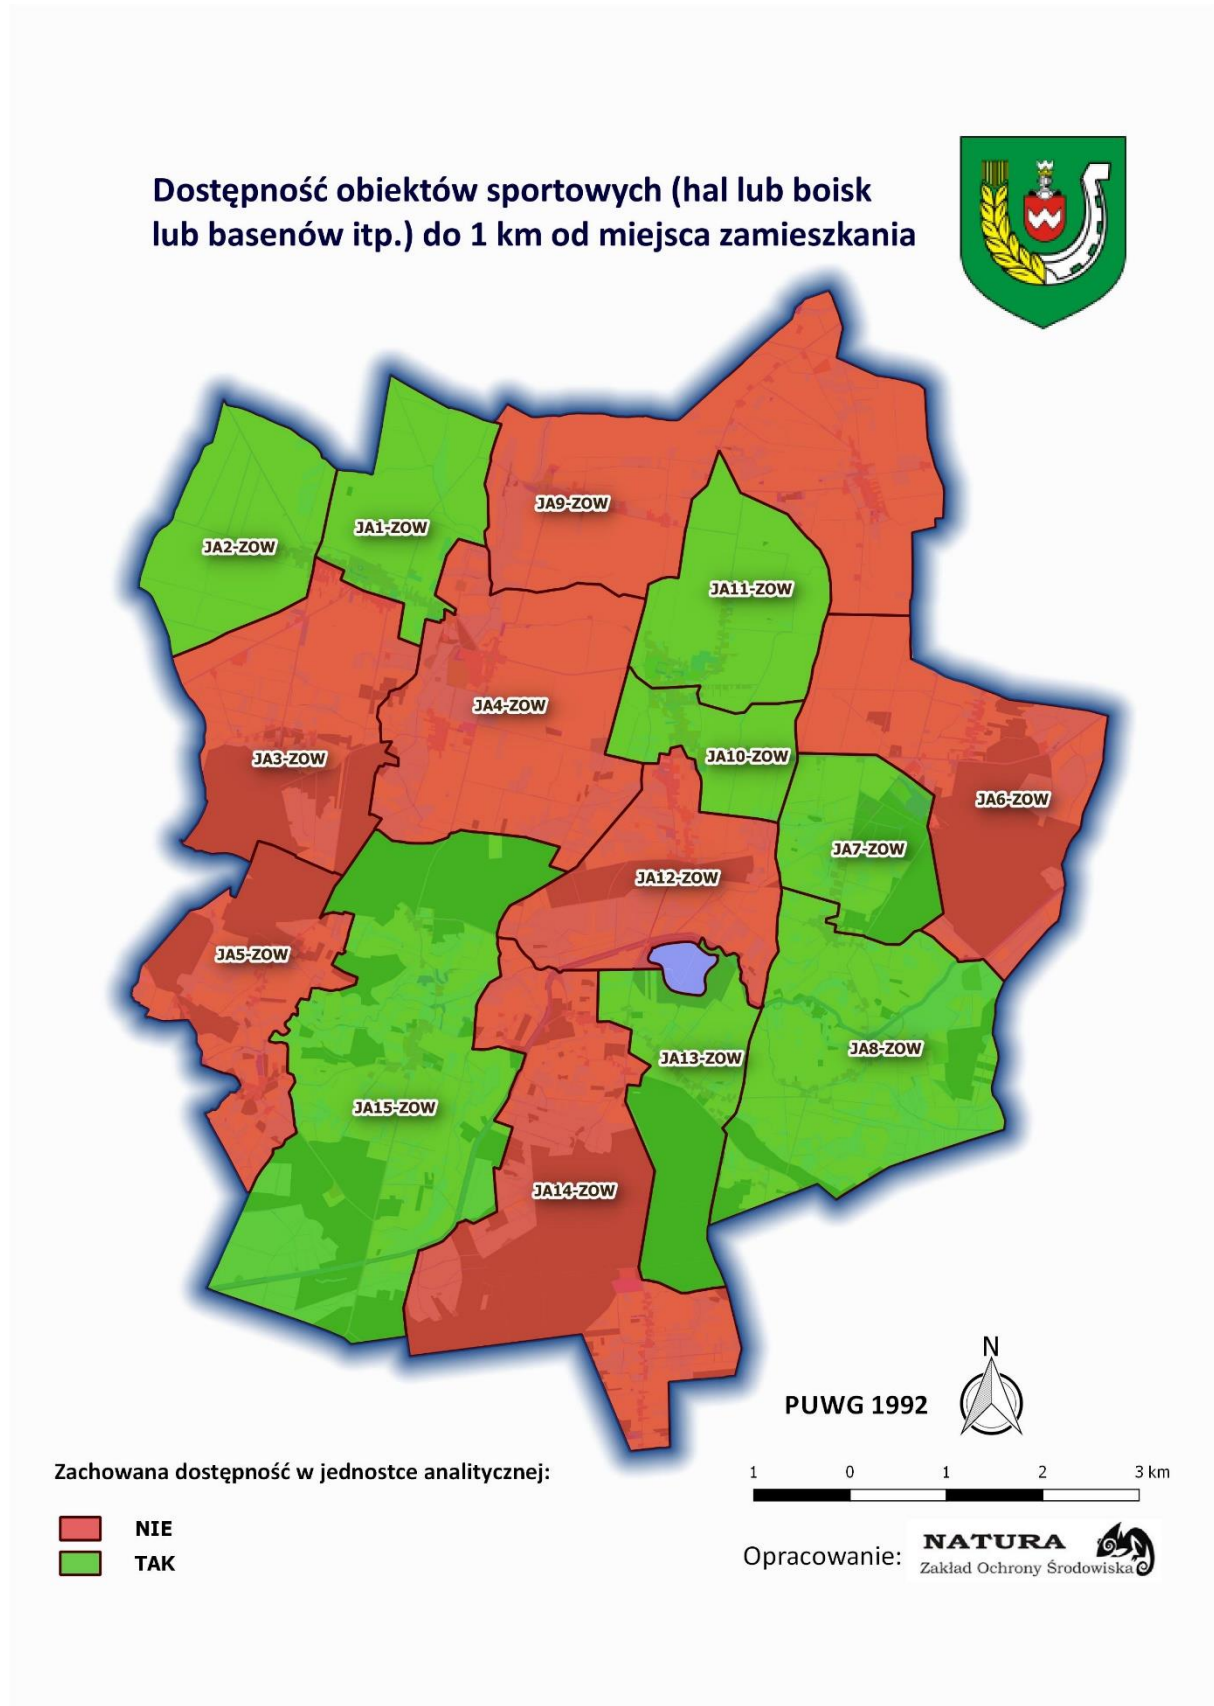 Dostępność obiektów sportowych (hal lub boisk
lub basenów itp.) do 1 km od miejsca zamieszkania
JA9-ZOW
JA1-ZOW
JA2-ZOW
JA11-ZOW
JA4-ZOW
JA10-ZOW
JA3-ZOW
JA6-ZOW
JA7-ZOW
JA12-ZOW
JA5-ZOW
JA8-ZOW
JA13-ZOW
JA15-ZOW
JA14-ZOW
N
PUWG 1992
Zachowana dostępność w jednostce analitycznej:
NIE
TAK
1 0 1 2 3 km
Opracowanie:
NATURA
Zakład Ochrony Środowiska